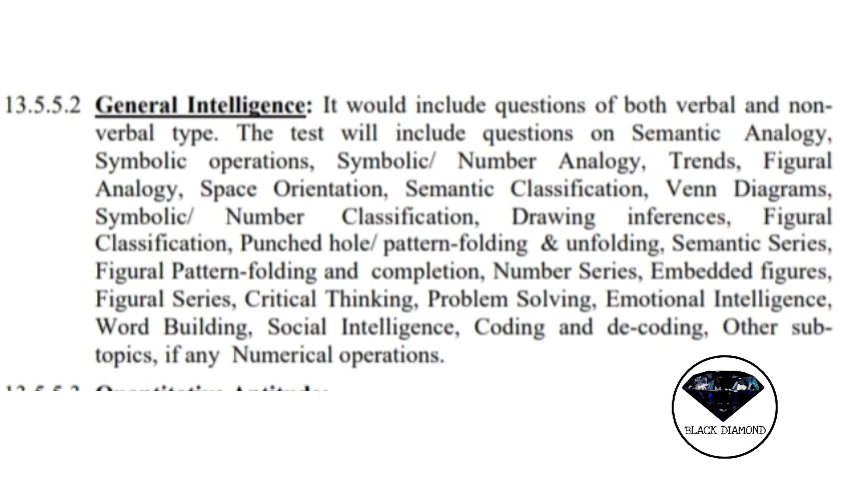 13.5.5.2 General Intelligence: It would include questions of both verbal and non-
verbal type. The test will include questions on Semantic Analogy,
Symbolic operations, Symbolic/ Number Analogy, Trends, Figural
Analogy, Space Orientation, Semantic Classification, Venn Diagrams,
Symbolic/ Number Classification, Drawing inferences, Figural
Classification, Punched hole/ pattern-folding & unfolding, Semantic Series,
Figural Pattern-folding and completion, Number Series, Embedded figures,
Figural Series, Critical Thinking, Problem Solving, Emotional Intelligence,
Word Building, Social Intelligence, Coding and de-coding, Other sub-
topics, if any Numerical operations.
BLACK DIAMOND